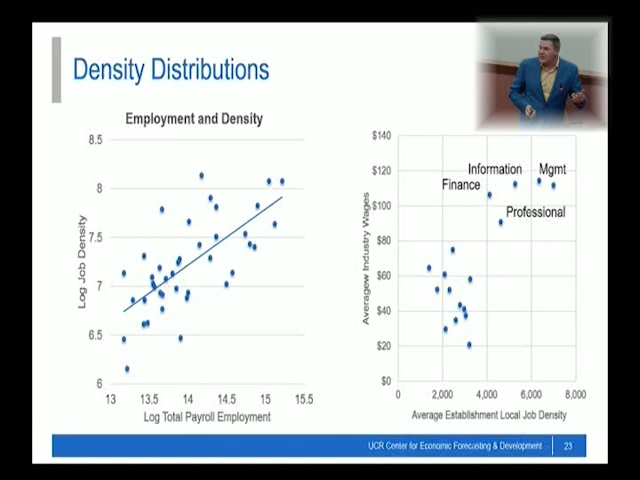 Density Distributions
Employment and Density
8.5
8
7.5
7
6.5
6
Log Job Density
13 13.5 14 14.5 15 15.5
Log Total Payroll Employment
$140
$120
$100
$80
$60
$40
$20
$0
Averagew Industry Wages
Information
Mgmt
Finance
Professional
0 2,000 4,000 6,000 8,000
Average Establishment Local Job Density
UCR Center for Economic Forecasting & Development 23